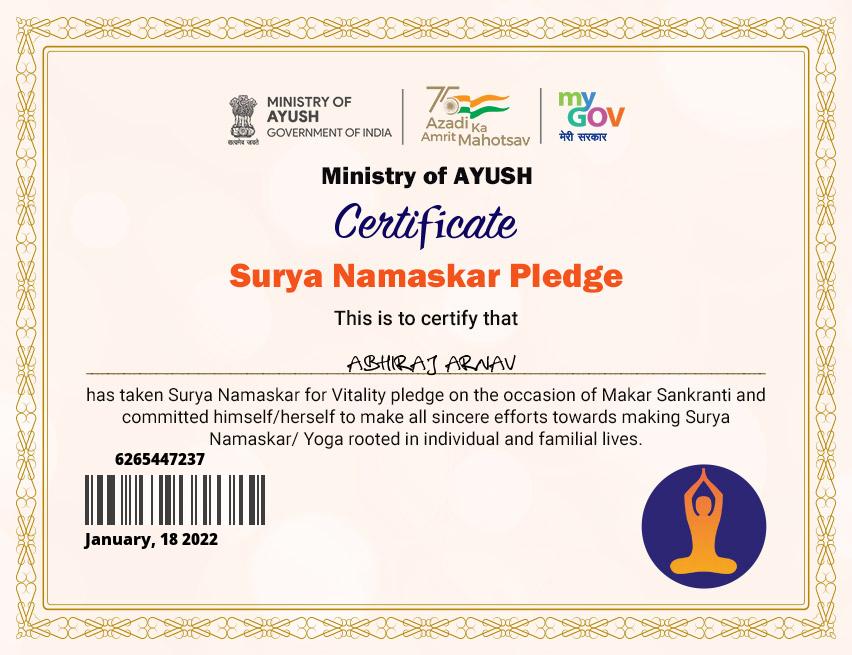 MINISTRY OF
AYUSH
GOVERNMENT OF INDIA
सत्यमेव जयते
75
Azadi Ka
Amrit Mahotsav
my
GOV
मेरी सरकार
Ministry of AYUSH
Certificate
Surya Namaskar Pledge
This is to certify that
ABHIRAJ ARNAV
has taken Surya Namaskar for Vitality pledge on the occasion of Makar Sankranti and
committed himself/herself to make all sincere efforts towards making Surya
Namaskar/ Yoga rooted in individual and familial lives.
6265447237
January, 18 2022